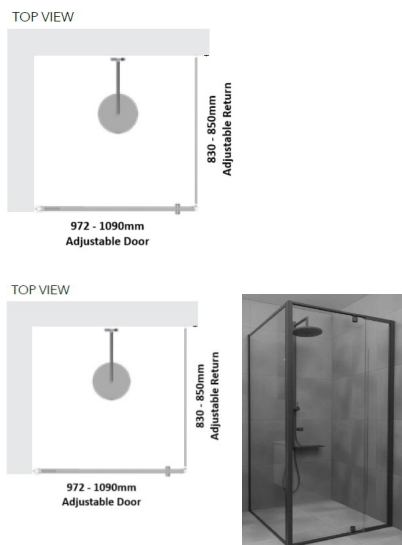 TOP VIEW
830 - 850mm
Adjustable Return
972 - 1090mm
Adjustable Door
TOP VIEW
830 - 850mm
Adjustable Return
972 - 1090mm
Adjustable Door